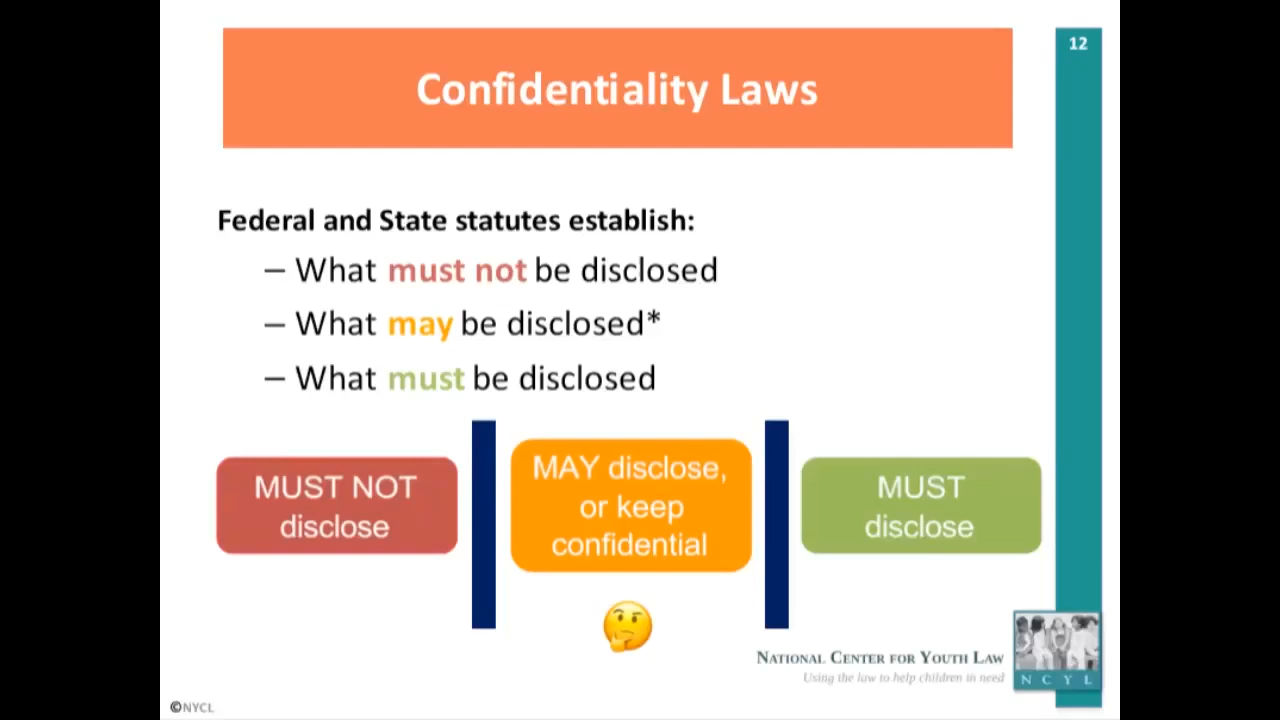 12
Confidentiality Laws
Federal and State statutes establish:
– What must not be disclosed
– What may be disclosed*
– What must be disclosed
MUST NOT
disclose
MAY disclose,
or keep
confidential
MUST
disclose
NATIONAL CENTER FOR YOUTH LAW
Using the law to help children in need
NCYL
©NYCL